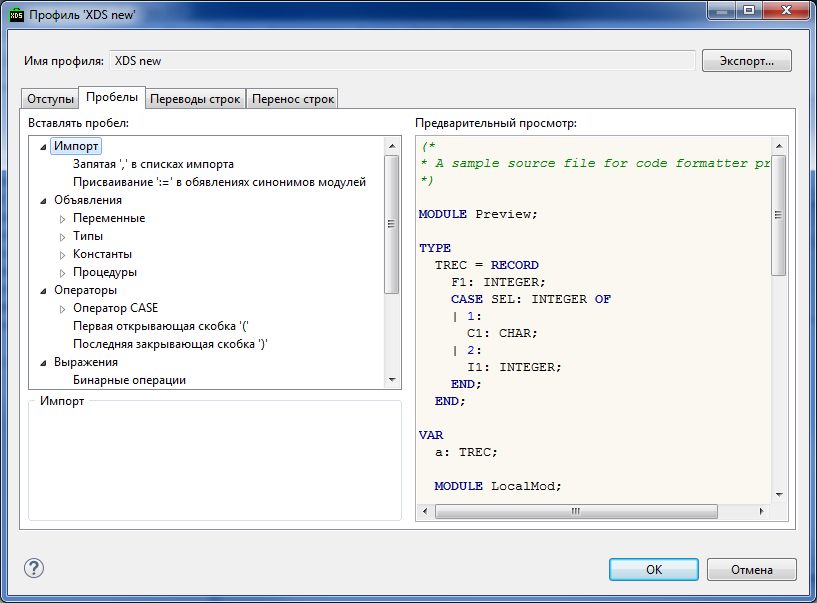 Профиль 'XDS new'
Имя профиля: XDS new Экспорт...
Отступы Пробелы Переводы строк Перенос строк
Вставлять пробел:
Импорт
Запятая ',' в списках импорта
Присваивание ':=' в обявлениях синонимов модулей
Объявления
Переменные
Типы
Константы
Процедуры
Операторы
Оператор CASE
Первая открывающая скобка '('
Последняя закрывающая скобка ')'
Выражения
Бинарные операции
Импорт
Предварительный просмотр:
(*
* A sample source file for code formatter pr
*)
MODULE Preview;
TYPE
TREC = RECORD
F1: INTEGER;
CASE SEL: INTEGER OF
| 1:
C1: CHAR;
| 2:
I1: INTEGER;
END;
END;
VAR
a: TREC;
MODULE LocalMod;
? OK Отмена